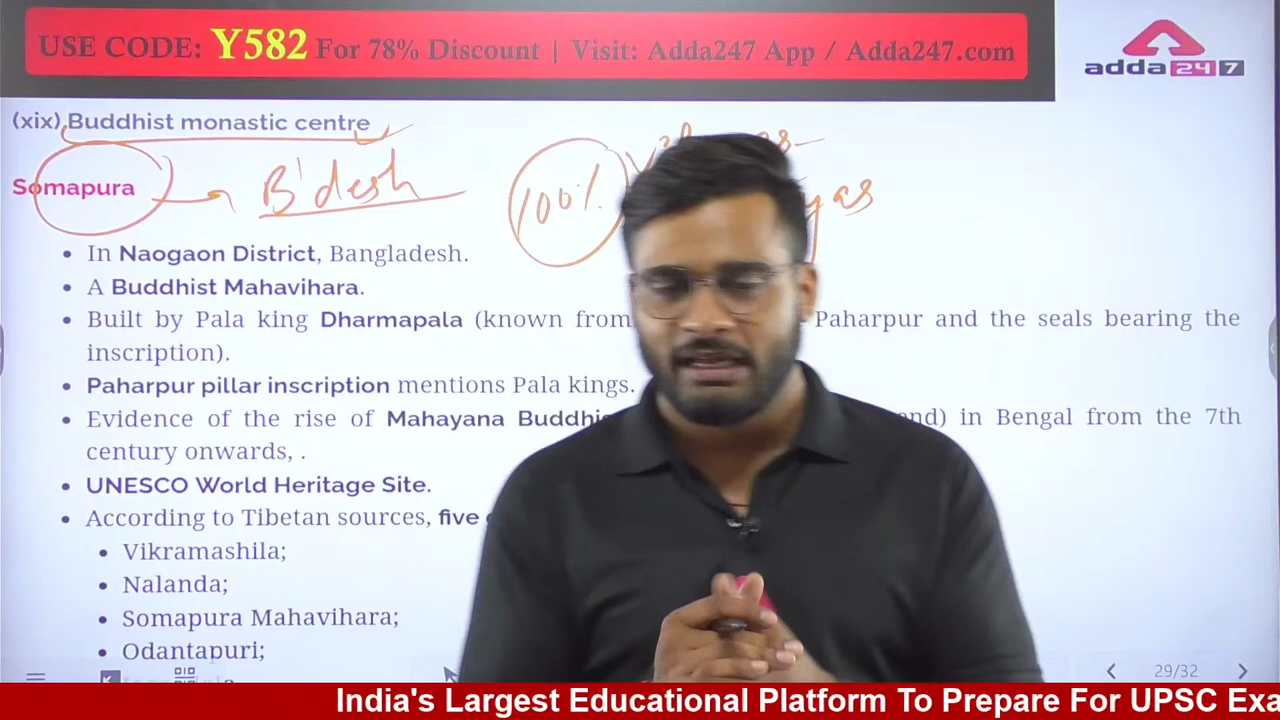 USE CODE: Y582 For 78% Discount | Visit: Adda247 App / Adda247.com
adda 247
(xix) Buddhist monastic centre
Somapura
B'desh
100%
In Naogaon District, Bangladesh.
A Buddhist Mahavihara.
Built by Pala king Dharmapala (known from Paharpur and the seals bearing the
inscription).
Paharpur pillar inscription mentions Pala kings.
Evidence of the rise of Mahayana in Bengal from the 7th
century onwards, .
UNESCO World Heritage Site.
According to Tibetan sources, five
Vikramashila;
Nalanda;
Somapura Mahavihara;
Odantapuri;
29/32
India's Largest Educational Platform To Prepare For UPSC